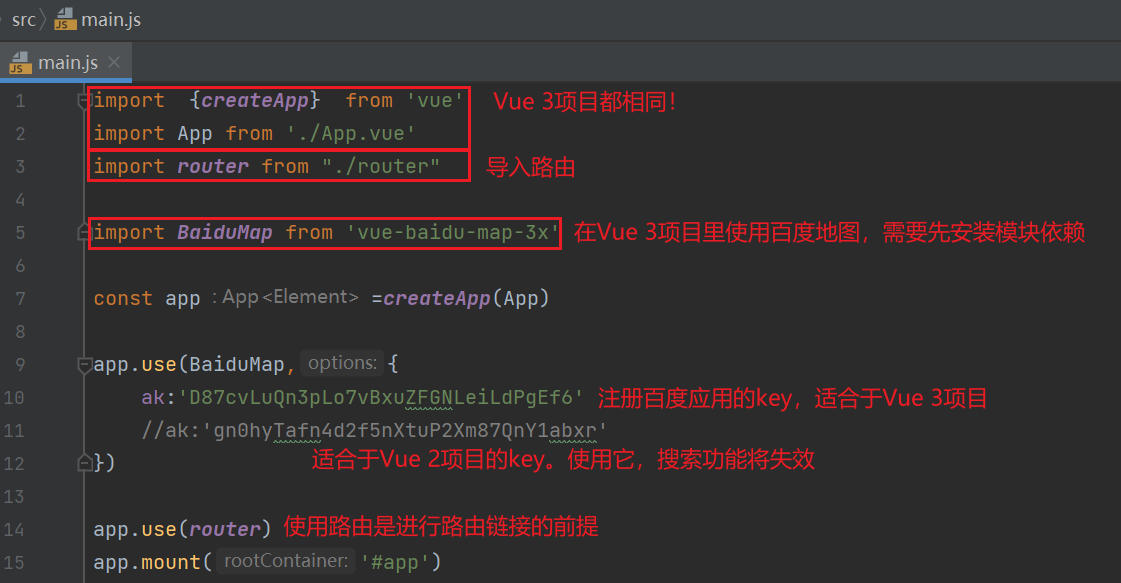 src 〉 JS main.js
JS main.js ×
1 import {createApp} from 'vue' Vue 3项目都相同!
2 import App from './App.vue'
3 import router from "./router" 导入路由
4
5 import BaiduMap from 'vue-baidu-map-3x' 在Vue 3项目里使用百度地图，需要先安装模块依赖
6
7 const app : App<Element> =createApp(App)
8
9 app.use(BaiduMap, options: {
10 ak:'D87cvLuQn3pLo7vBxuZFGNLeiLdPgEf6' 注册百度应用的key，适合于Vue 3项目
11 //ak:'gn0hyTafn4d2f5nXtuP2Xm87QnY1abxr'
12 }) 适合于Vue 2项目的key。使用它，搜索功能将失效
13
14 app.use(router) 使用路由是进行路由链接的前提
15 app.mount( rootContainer: '#app')